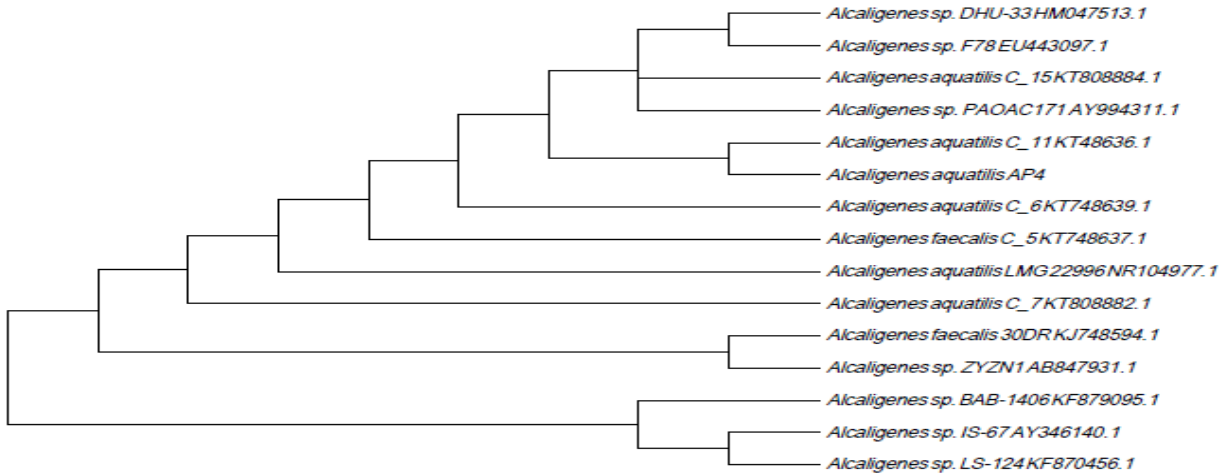 Alcaligenes sp. DHU-33 HM047513.1
Alcaligenes sp. F78 EU443097.1
Alcaligenes aquatilis C_15 KT808884.1
Alcaligenes sp. PAOAC171 AY994311.1
Alcaligenes aquatilis C_11 KT48636.1
Alcaligenes aquatilis AP4
Alcaligenes aquatilis C_6 KT748639.1
Alcaligenes faecalis C_5 KT748637.1
Alcaligenes aquatilis LMG 22996 NR104977.1
Alcaligenes aquatilis C_7 KT808882.1
Alcaligenes faecalis 30DR KJ748594.1
Alcaligenes sp. ZYZN1 AB847931.1
Alcaligenes sp. BAB-1406 KF879095.1
Alcaligenes sp. IS-67 AY346140.1
Alcaligenes sp. LS-124 KF870456.1